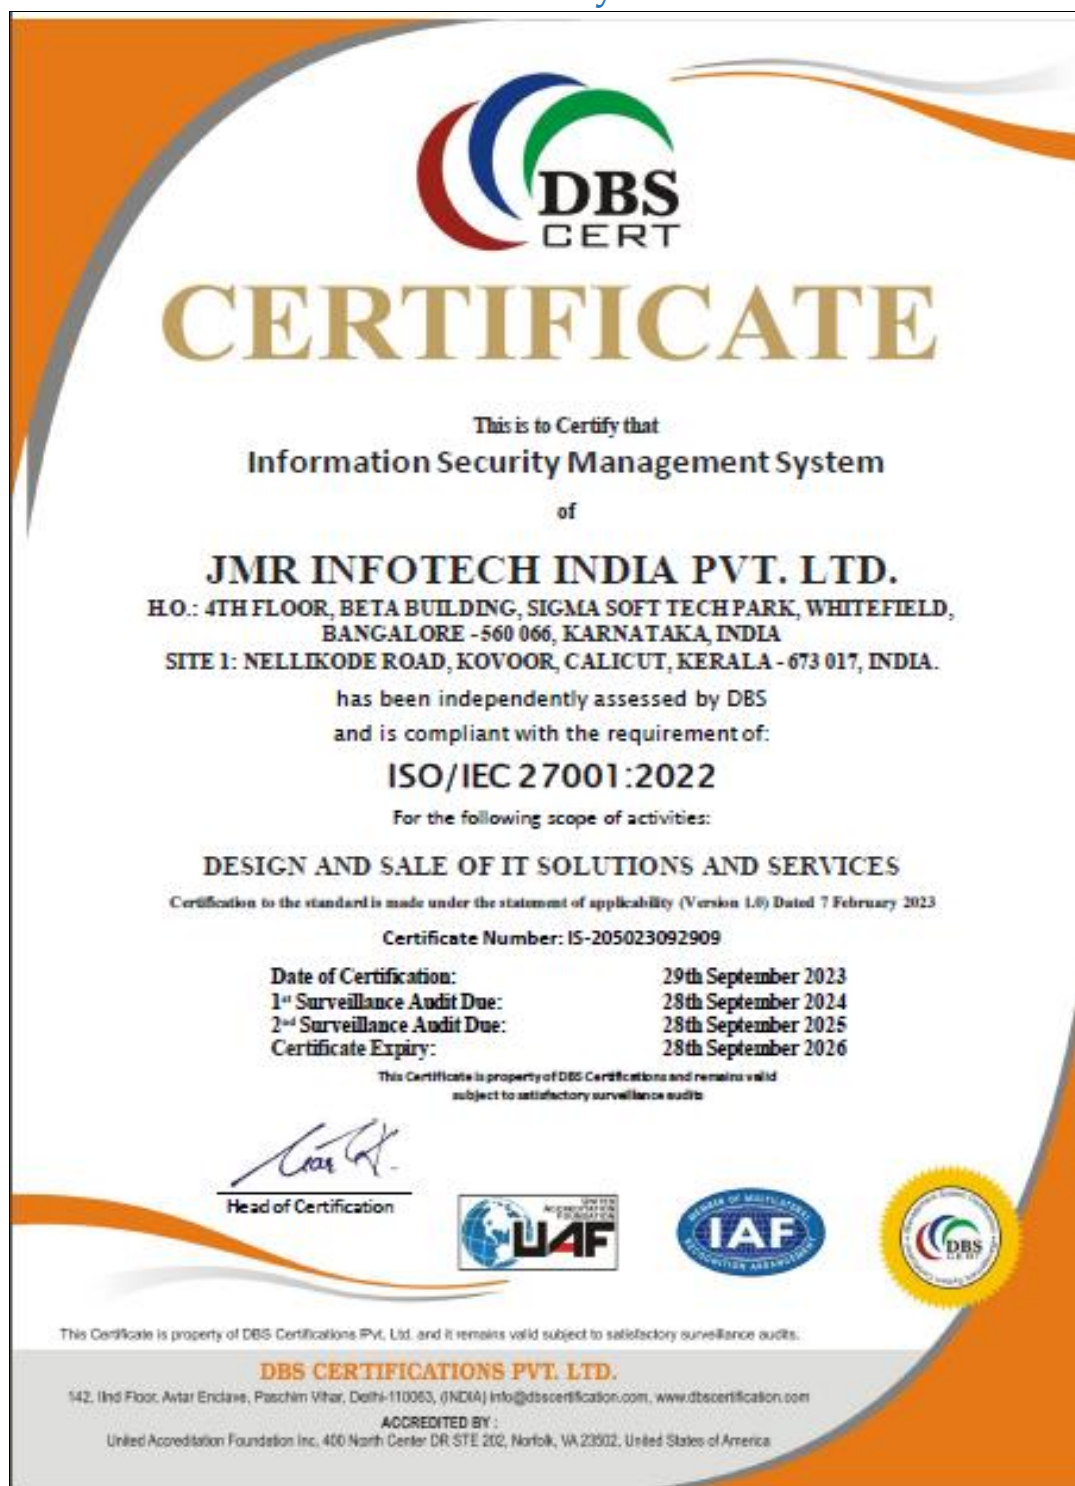 DBS
CERT
CERTIFICATE
This is to Certify that
Information Security Management System
of
JMR INFOTECH INDIA PVT. LTD.
H.O.: 4TH FLOOR, BETA BUILDING, SIGMA SOFT TECH PARK, WHITEFIELD,
BANGALORE - 560 066, KARNATAKA, INDIA
SITE 1: NELLIKODE ROAD, KOVOOR, CALICUT, KERALA - 673 017, INDIA.
has been independently assessed by DBS
and is compliant with the requirement of:
ISO/IEC 27001:2022
For the following scope of activities:
DESIGN AND SALE OF IT SOLUTIONS AND SERVICES
Certification to the standard is made under the statement of applicability (Version 1.0) Dated 7 February 2023
Certificate Number: IS-205023092909
Date of Certification: 29th September 2023
1st Surveillance Audit Due: 28th September 2024
2nd Surveillance Audit Due: 28th September 2025
Certificate Expiry: 28th September 2026
This Certificate is property of DBS Certifications and remains valid
subject to satisfactory surveillance audits
Head of Certification
UNITED
ACCREDITATION
FOUNDATION
UAF
MEMBER OF MULTILATERAL
IAF
RECOGNITION ARRANGEMENT
DBS
CERT
This Certificate is property of DBS Certifications Pvt. Ltd. and it remains valid subject to satisfactory surveillance audits.
DBS CERTIFICATIONS PVT. LTD.
142, IInd Floor, Avtar Enclave, Paschim Vihar, Delhi-110063, (INDIA) info@dbscertification.com, www.dbscertification.com
ACCREDITED BY :
United Accreditation Foundation Inc, 400 North Center DR STE 202, Norfolk, VA 23502, United States of America